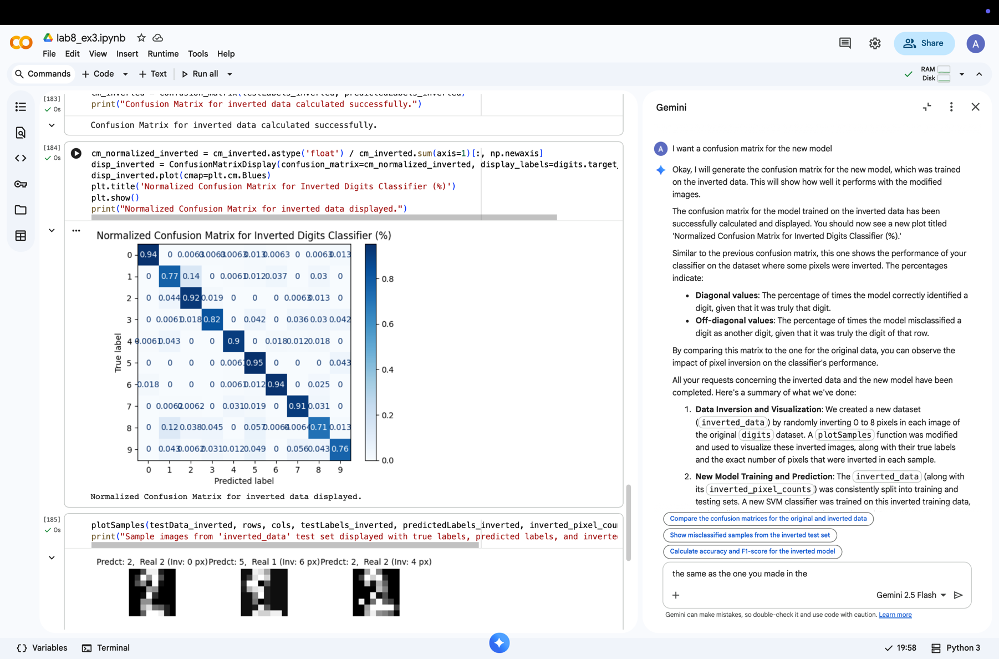 lab8_ex3.ipynb
File Edit View Insert Runtime Tools Help
Share
A
Commands + Code + Text Run all
RAM
Disk
[183]
0s
print("Confusion Matrix for inverted data calculated successfully.")
Confusion Matrix for inverted data calculated successfully.
[184]
0s
cm_normalized_inverted = cm_inverted.astype('float') / cm_inverted.sum(axis=1)[:, np.newaxis]
disp_inverted = ConfusionMatrixDisplay(confusion_matrix=cm_normalized_inverted, display_labels=digits.target_
disp_inverted.plot(cmap=plt.cm.Blues)
plt.title('Normalized Confusion Matrix for Inverted Digits Classifier (%)')
plt.show()
print("Normalized Confusion Matrix for inverted data displayed.")
Normalized Confusion Matrix for Inverted Digits Classifier (%)
0 0.94 0 0.0063 0.0063 0.0063 0.013 0.0063 0 0.0063 0.013
1 0 0.77 0.14 0 0.0061 0.012 0.037 0 0.03 0
2 0 0.044 0.92 0.019 0 0 0 0.0063 0.013 0
3 0 0.0061 0.018 0.82 0 0.042 0 0.036 0.03 0.042
4 0.0061 0.043 0 0 0.9 0 0.018 0.012 0.018 0
5 0 0 0 0 0.0061 0.95 0 0 0 0.043
6 0.018 0 0 0 0.0061 0.012 0.94 0 0.025 0
7 0 0.0062 0.0062 0 0.031 0.019 0 0.91 0.031 0
8 0 0.12 0.038 0.045 0 0.057 0.0064 0.0064 0.71 0.013
9 0 0.043 0.0062 0.031 0.012 0.049 0 0.056 0.043 0.76
0 1 2 3 4 5 6 7 8 9
Predicted label
True label
0.8
0.6
0.4
0.2
0.0
Normalized Confusion Matrix for inverted data displayed.
[185]
0s
plotSamples(testData_inverted, rows, cols, testLabels_inverted, predictedLabels_inverted, inverted_pixel_cou
print("Sample images from 'inverted_data' test set displayed with true labels, predicted labels, and inverte
Predct: 2, Real 2 (Inv: 0 px)Predct: 5, Real 1 (Inv: 6 px)Predct: 2, Real 2 (Inv: 4 px)
Gemini
A
I want a confusion matrix for the new model
Okay, I will generate the confusion matrix for the new model, which was trained
on the inverted data. This will show how well it performs with the modified
images.
The confusion matrix for the model trained on the inverted data has been
successfully calculated and displayed. You should now see a new plot titled
'Normalized Confusion Matrix for Inverted Digits Classifier (%).'
Similar to the previous confusion matrix, this one shows the performance of your
classifier on the dataset where some pixels were inverted. The percentages
indicate:
• Diagonal values: The percentage of times the model correctly identified a
digit, given that it was truly that digit.
• Off-diagonal values: The percentage of times the model misclassified a
digit as another digit, given that it was truly the digit of that row.
By comparing this matrix to the one for the original data, you can observe the
impact of pixel inversion on the classifier's performance.
All your requests concerning the inverted data and the new model have been
completed. Here's a summary of what we've done:
1. Data Inversion and Visualization: We created a new dataset
(inverted_data) by randomly inverting 0 to 8 pixels in each image of
the original digits dataset. A plotSamples function was modified
and used to visualize these inverted images, along with their true labels
and the exact number of pixels that were inverted in each sample.
2. New Model Training and Prediction: The inverted_data (along with
its inverted_pixel_counts) was consistently split into training and
testing sets. A new SVM classifier was trained on this inverted training data,
Compare the confusion matrices for the original and inverted data
Show misclassified samples from the inverted test set
Calculate accuracy and F1-score for the inverted model
the same as the one you made in the
Gemini 2.5 Flash
Gemini can make mistakes, so double-check it and use code with caution. Learn more
Variables Terminal
19:58 Python 3